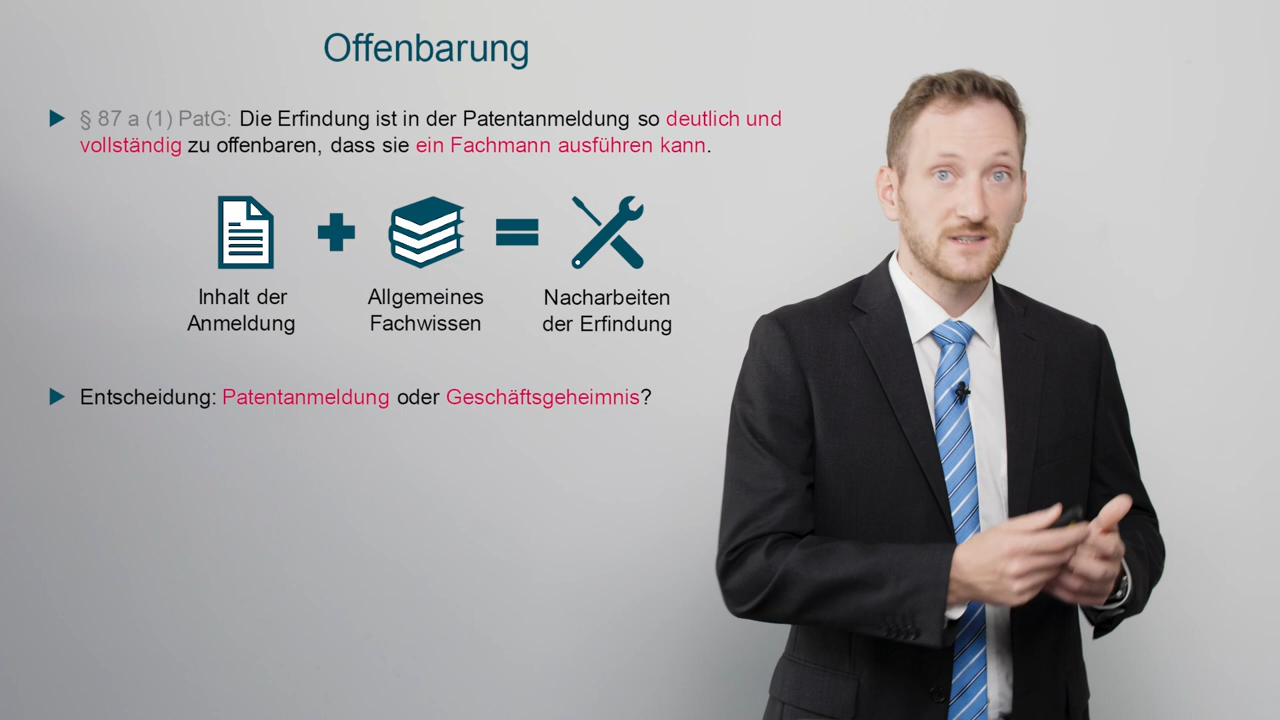 Offenbarung
§ 87 a (1) PatG: Die Erfindung ist in der Patentanmeldung so deutlich und
vollständig zu offenbaren, dass sie ein Fachmann ausführen kann.
Inhalt der
Anmeldung
Allgemeines
Fachwissen
Nacharbeiten
der Erfindung
Entscheidung: Patentanmeldung oder Geschäftsgeheimnis?